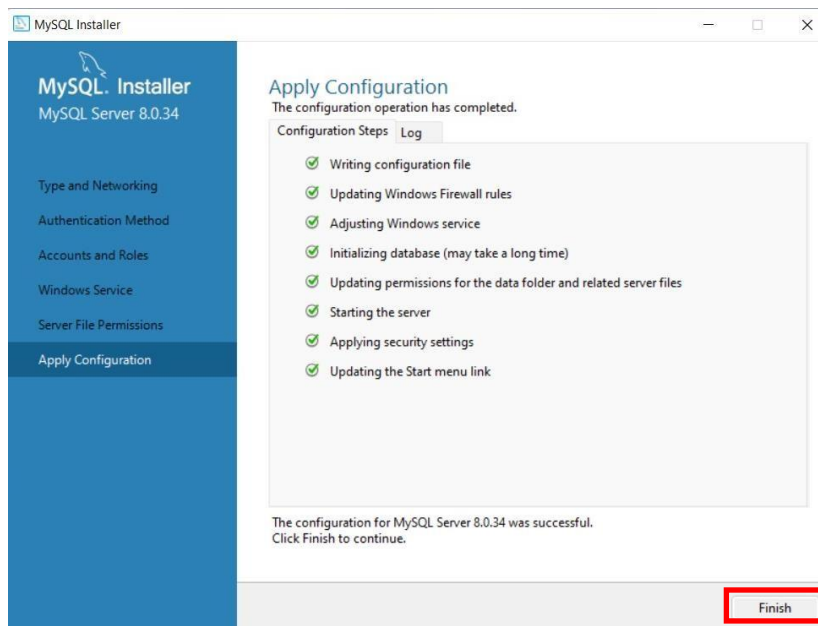 MySQL Installer
MySQL. Installer
MySQL Server 8.0.34
Type and Networking
Authentication Method
Accounts and Roles
Windows Service
Server File Permissions
Apply Configuration
Apply Configuration
The configuration operation has completed.
Configuration Steps Log
Writing configuration file
Updating Windows Firewall rules
Adjusting Windows service
Initializing database (may take a long time)
Updating permissions for the data folder and related server files
Starting the server
Applying security settings
Updating the Start menu link
The configuration for MySQL Server 8.0.34 was successful.
Click Finish to continue.
Finish